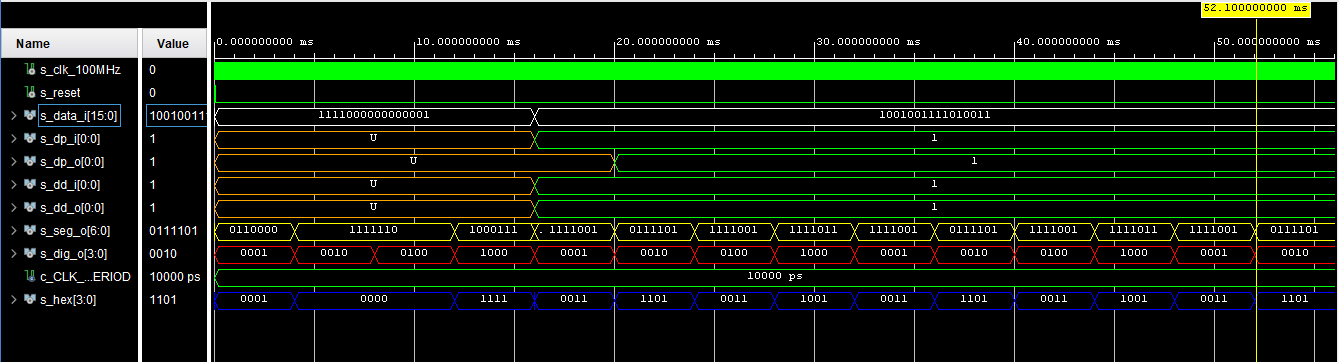 52.100000000 ms
Name Value 0.000000000 ms 10.000000000 ms 20.000000000 ms 30.000000000 ms 40.000000000 ms 50.000000000 ms
s_clk_100MHz 0
s_reset 0
s_data_i[15:0] 100100111 1111000000000001 1001001111010011
s_dp_i[0:0] 1 U 1
s_dp_o[0:0] 1 U 1
s_dd_i[0:0] 1 U 1
s_dd_o[0:0] 1 U 1
s_seg_o[6:0] 0111101 0110000 1111110 1000111 . 1111001 0111101 1111001 1111011 1111001 0111101 1111001 1111011 1111001 0111101
s_dig_o[3:0] 0010 0001 0010 0100 1000 0001 0010 0100 1000 0001 0010 0100 1000 0001 0010
c_CLK_...ERIOD 10000 ps 10000 ps
s_hex[3:0] 1101 0001 0000 1111 0011 1101 0011 1001 0011 1101 0011 1001 0011 1101